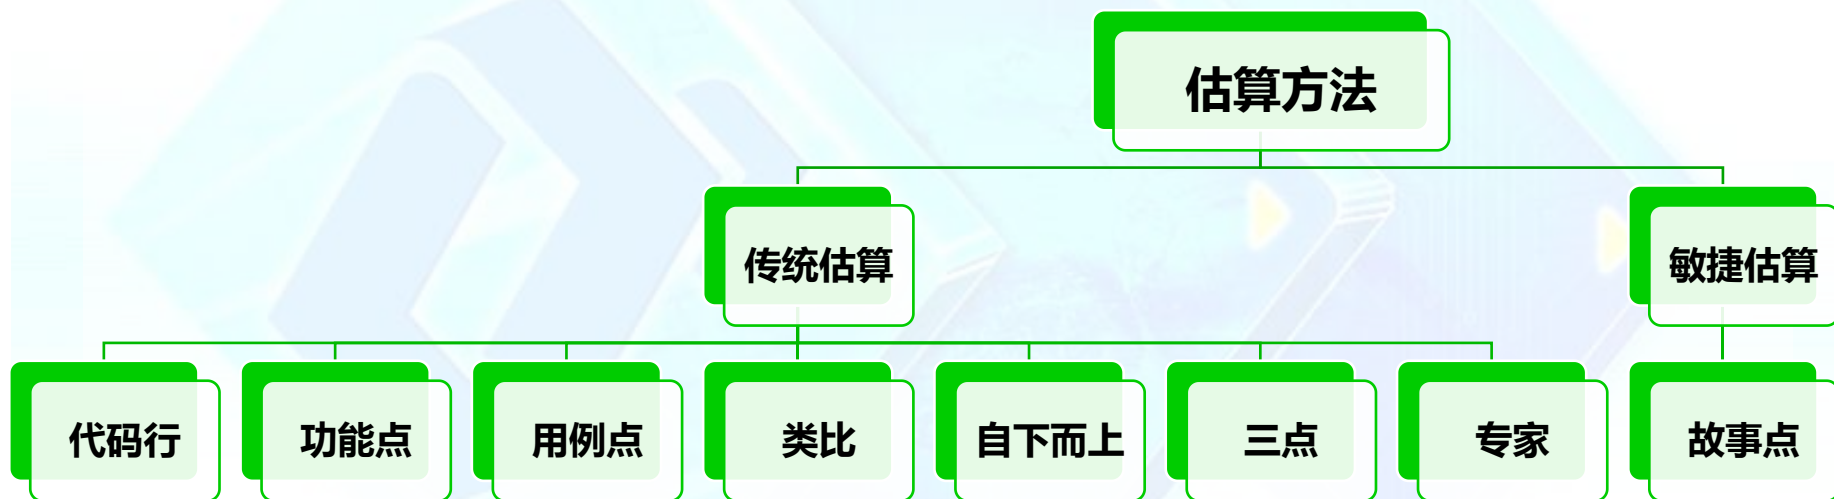 估算方法
传统估算
敏捷估算
代码行
功能点
用例点
类比
自下而上
三点
专家
故事点